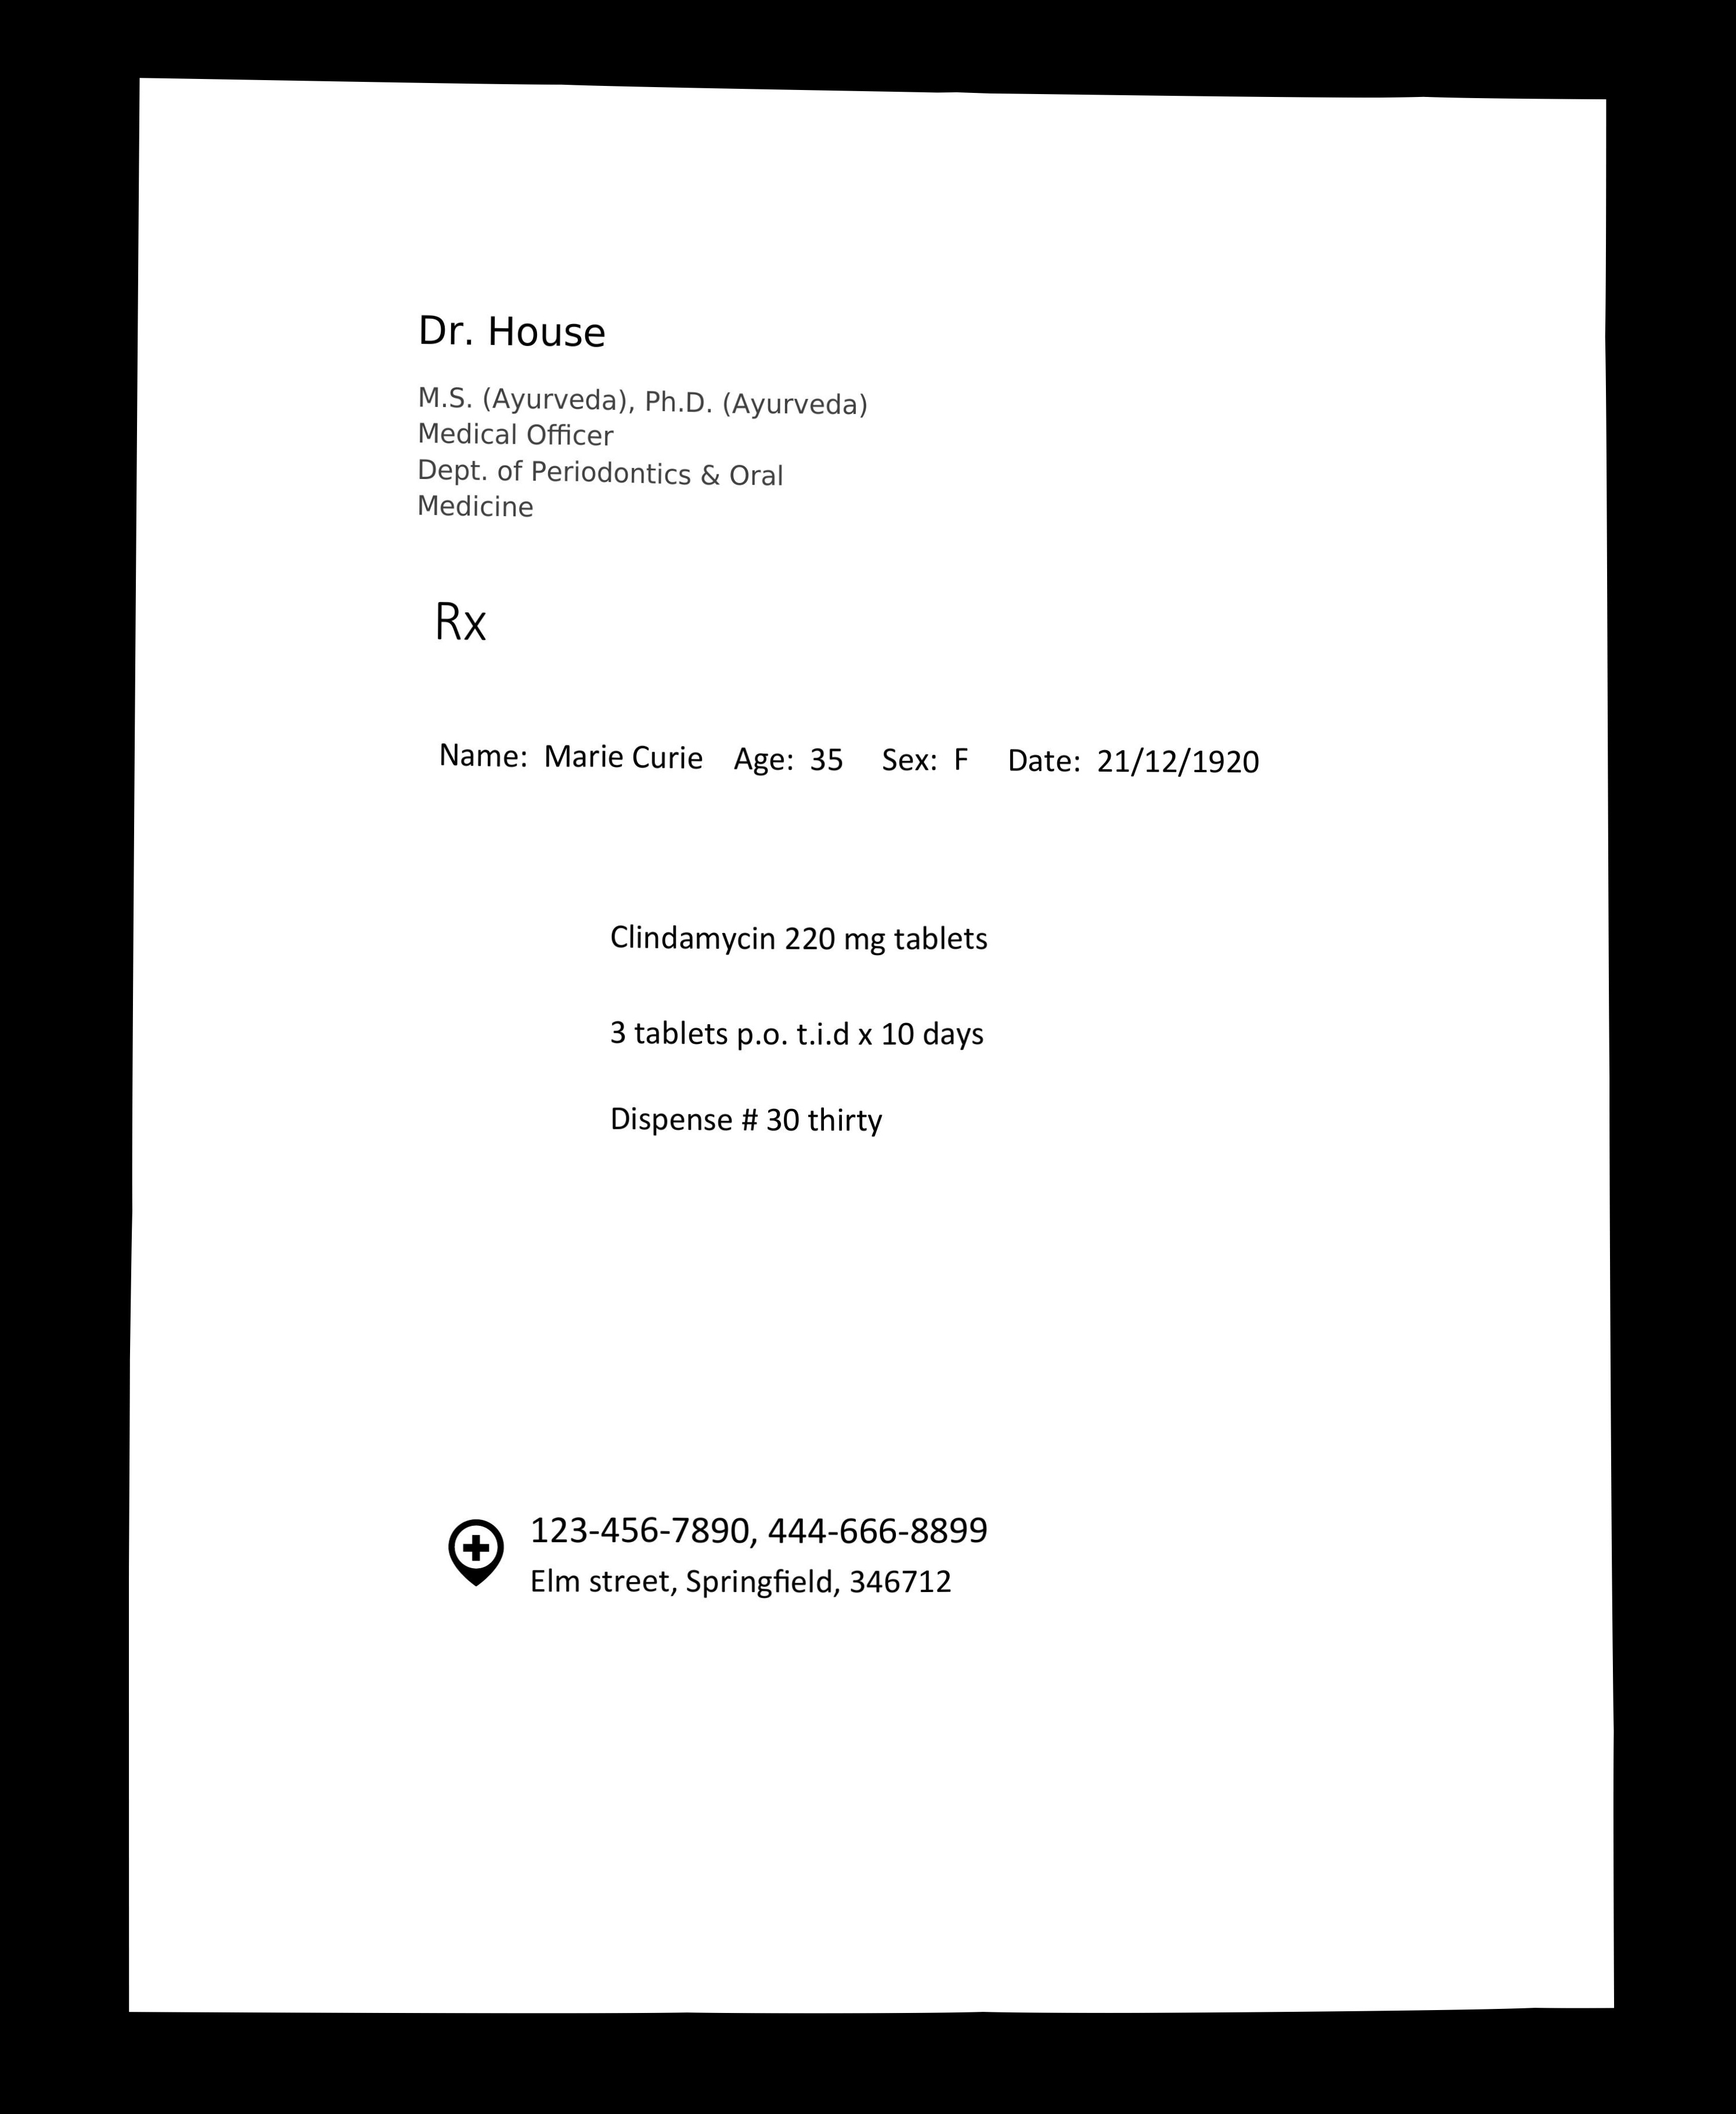 Dr. House
M.S. (Ayurveda), Ph.D. (Ayurveda)
Medical Officer
Dept. of Periodontics & Oral
Medicine
Rx
Name: Marie Curie Age: 35 Sex: F Date: 21/12/1920
Clindamycin 220 mg tablets
3 tablets p.o. t.i.d x 10 days
Dispense # 30 thirty
123-456-7890, 444-666-8899
Elm street, Springfield, 346712